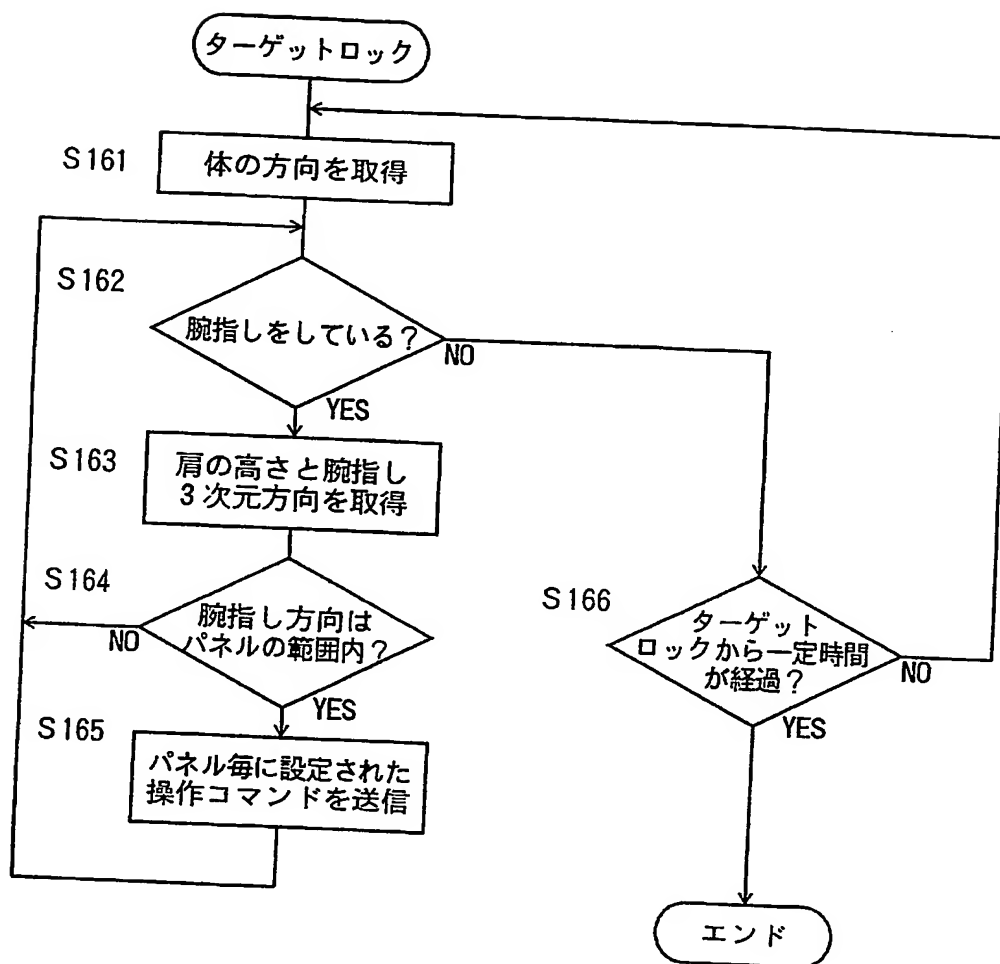 ターゲットロック
S161
体の方向を取得
S162
腕指しをしている?
NO
YES
S163
肩の高さと腕指し
3次元方向を取得
S164
腕指し方向は
パネルの範囲内?
NO
YES
S165
パネル毎に設定された
操作コマンドを送信
S166
ターゲット
ロックから一定時間
が経過?
NO
YES
エンド